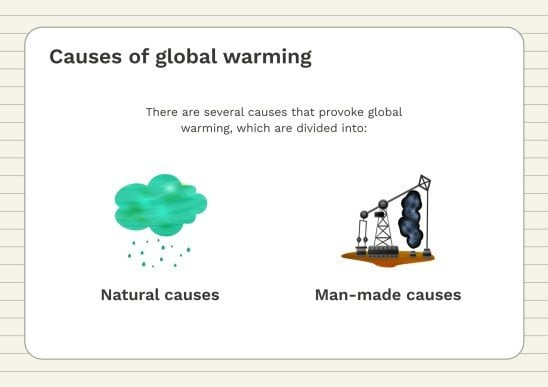 Causes of global warming
There are several causes that provoke global
warming, which are divided into:
Natural causes
Man-made causes